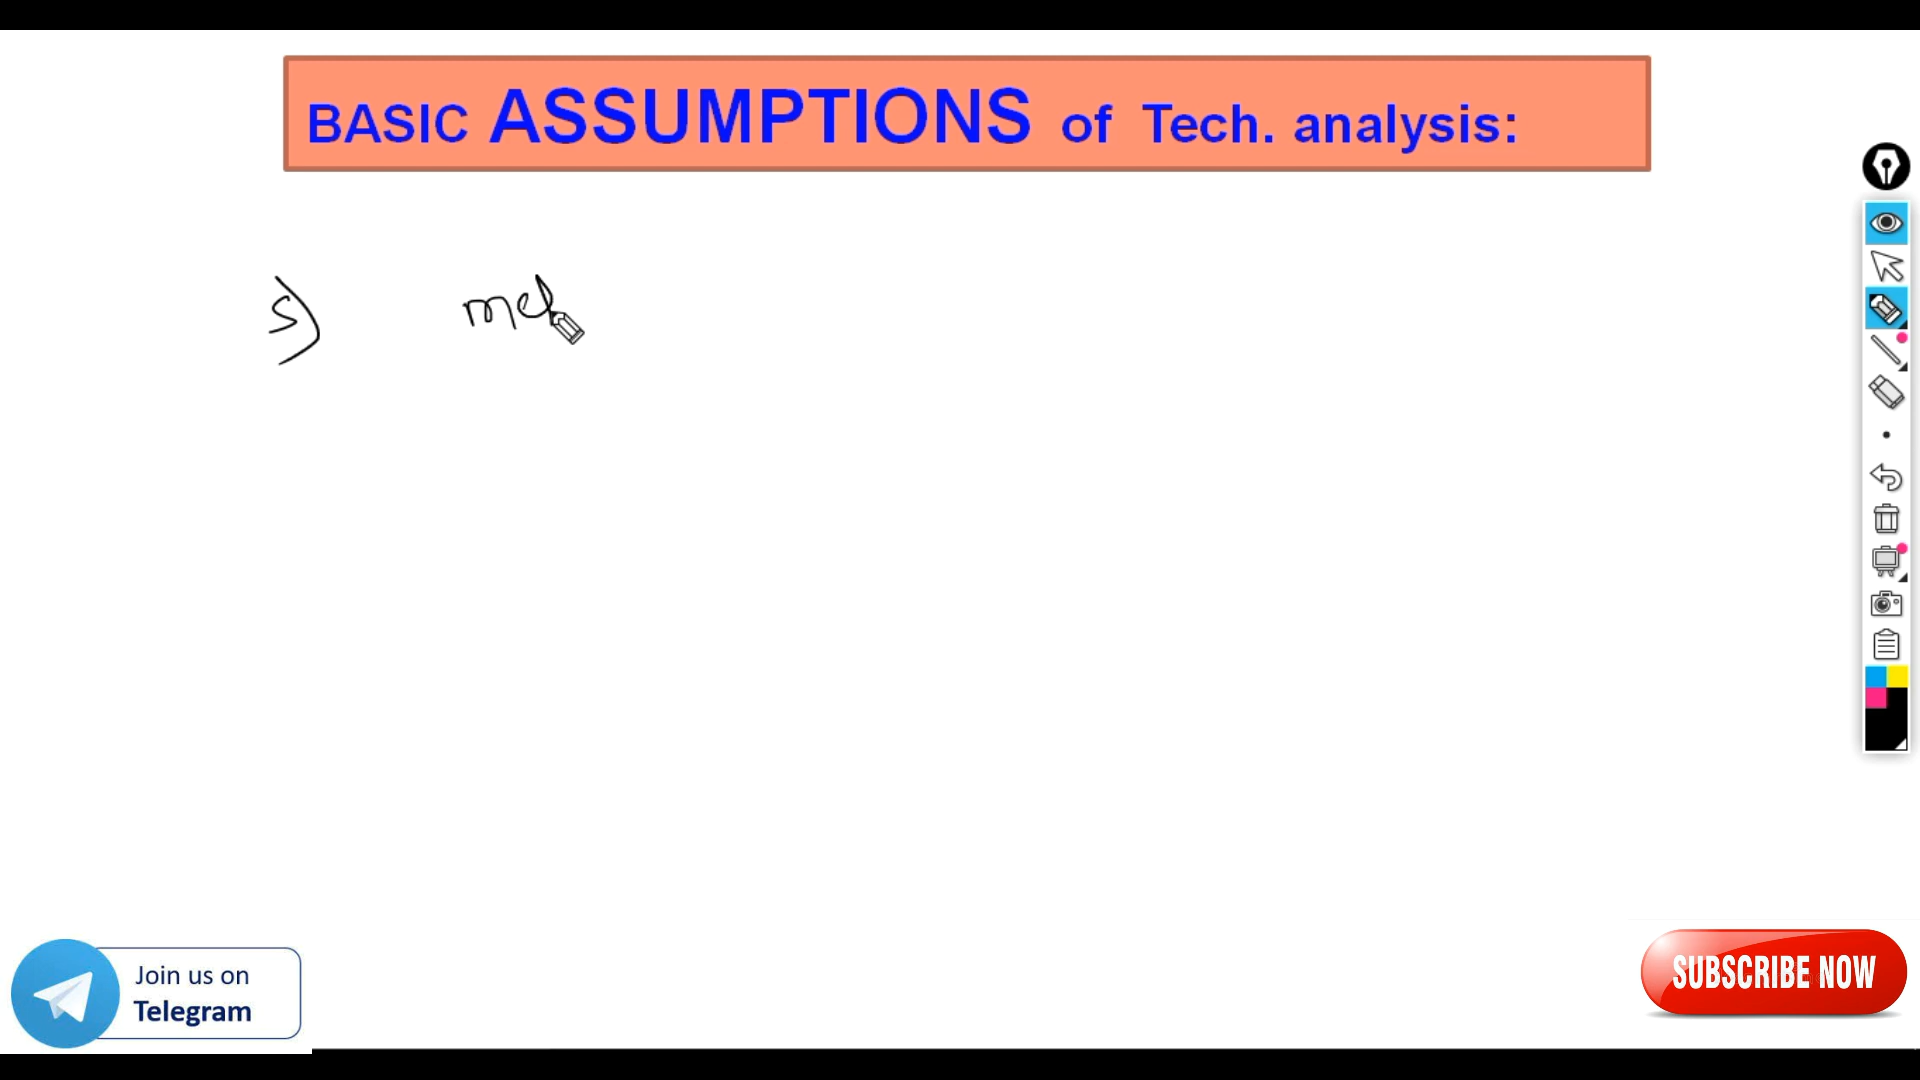 BASIC ASSUMPTIONS of Tech. analysis:
5)
Join us on
Telegram
SUBSCRIBE NOW